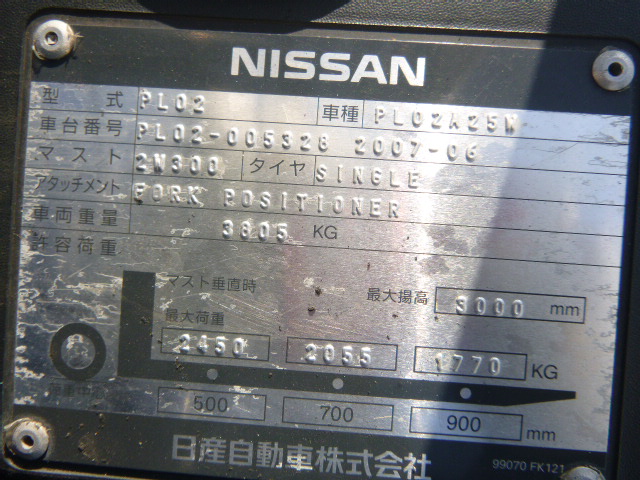 NISSAN
型 式 PL02 車種 PL02A25W
車台番号 PL02-005328 2007-06
マスト 2W300 タイヤ SINGLE
アタッチメント FORK POSITIONER
車両重量 3805 KG
許容荷重
マスト垂直時 最大揚高 3000 mm
最大荷重
2450 2055 1770 KG
500 700 900 mm
日産自動車株式会社 99070 FK121